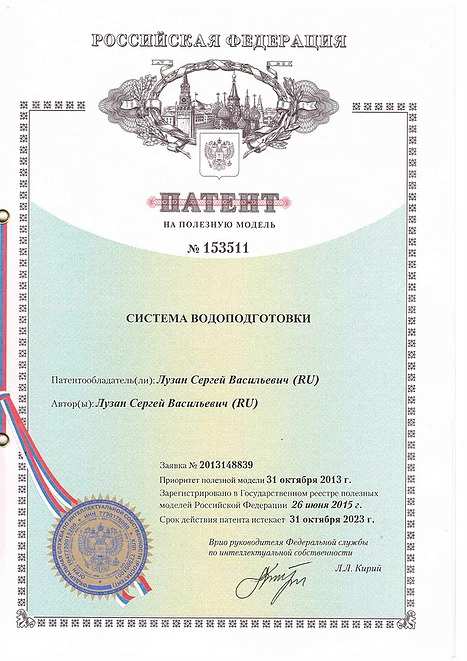 РОССИЙСКАЯ ФЕДЕРАЦИЯ
ПАТЕНТ
НА ПОЛЕЗНУЮ МОДЕЛЬ
№ 153511
СИСТЕМА ВОДОПОДГОТОВКИ
Патентообладатель(ли): Лузан Сергей Васильевич (RU)
Автор(ы): Лузан Сергей Васильевич (RU)
Заявка № 2013148839
Приоритет полезной модели 31 октября 2013 г.
Зарегистрировано в Государственном реестре полезных
моделей Российской Федерации 26 июня 2015 г.
Срок действия патента истекает 31 октября 2023 г.
Врио руководителя Федеральной службы
по интеллектуальной собственности
Л.Л. Кирий